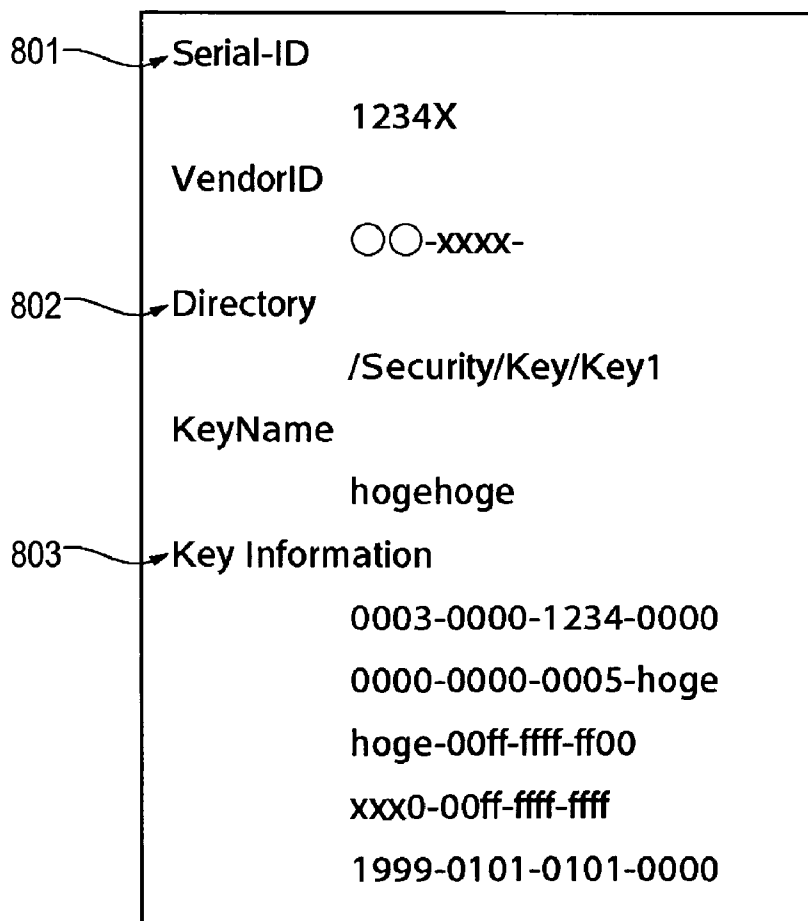 801 Serial-ID
1234X
VendorID
○○-xxxx-
802 Directory
/Security/Key/Key1
KeyName
hogehoge
803 Key Information
0003-0000-1234-0000
0000-0000-0005-hoge
hoge-00ff-ffff-ff00
xxx0-00ff-ffff-ffff
1999-0101-0101-0000